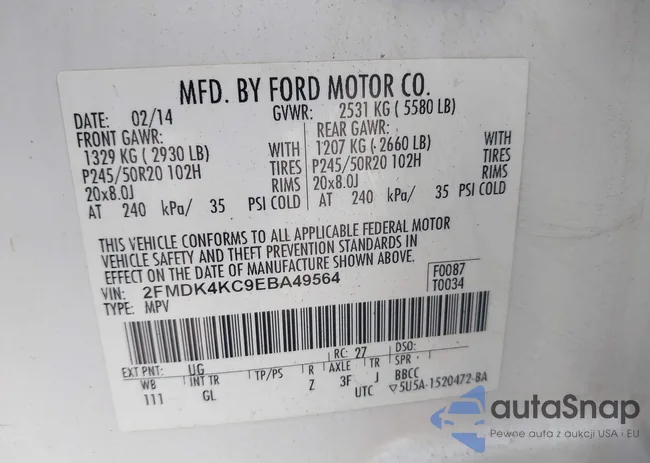 MFD. BY FORD MOTOR CO.
DATE: 02/14 GVWR: 2531 KG ( 5580 LB)
FRONT GAWR: REAR GAWR:
1329 KG ( 2930 LB) WITH 1207 KG ( 2660 LB) WITH
P245/50R20 102H TIRES P245/50R20 102H TIRES
20x8.0J RIMS 20x8.0J RIMS
AT 240 kPa/ 35 PSI COLD AT 240 kPa/ 35 PSI COLD
THIS VEHICLE CONFORMS TO ALL APPLICABLE FEDERAL MOTOR
VEHICLE SAFETY AND THEFT PREVENTION STANDARDS IN
EFFECT ON THE DATE OF MANUFACTURE SHOWN ABOVE.
VIN: 2FMDK4KC9EBA49564 F0087
TYPE: MPV T0034
EXT PNT: UG RC: 27 DSO:
WB INT TR TP/PS R AXLE TR SPR
111 GL Z 3F J BBCC
UTC ▽5U5A-1520472-BA
autaSnap
Pewne auta z aukcji USA i EU